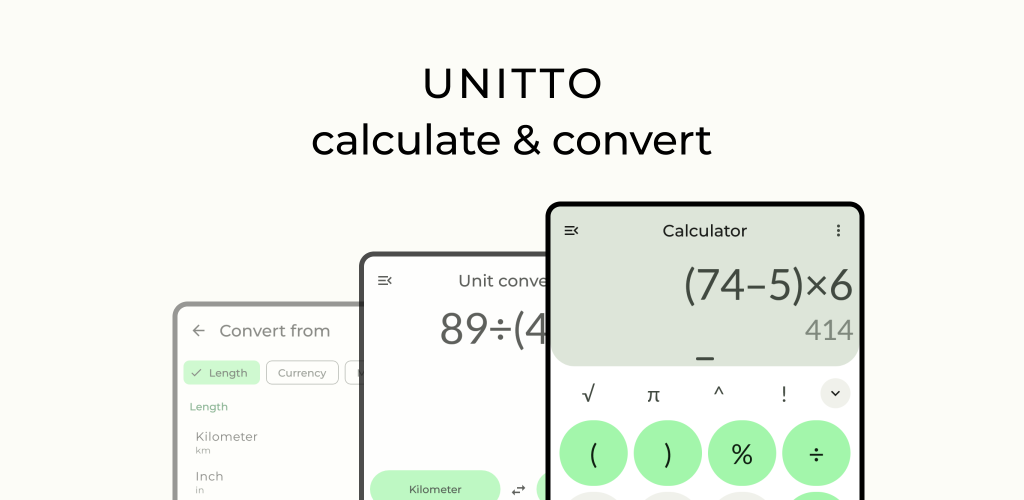 UNITTO
calculate & convert
Convert from
Length
Currency
Length
Kilometer
km
Inch
in
Unit conve
89÷(4
Kilometer
Calculator
(74–5)×6
414
√ π ^ !
( ) % ÷